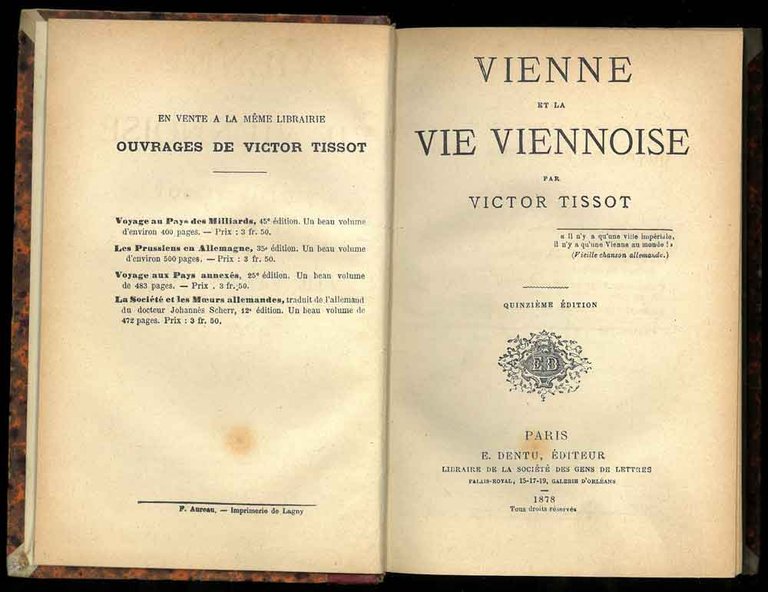 EN VENTE A LA MÊME LIBRAIRIE
OUVRAGES DE VICTOR TISSOT
Voyage au Pays des Milliards, 45e édition. Un beau volume
d'environ 400 pages. — Prix : 3 fr. 50.
Les Prussiens en Allemagne, 35e édition. Un beau volume
d'environ 500 pages. — Prix : 3 fr.
Voyage aux Pays annexés, 25e édition. Un beau volume
de 483 pages. — Prix . 3 fr. 50.
La Société et les Mœurs allemandes, traduit de l'allemand
du docteur Johannès Scherr, 12e édition. Un beau volume de
472 pages. Prix : 3 fr. 50.
F. Aureau. — Imprimerie de Lagny
VIENNE
ET LA
VIE VIENNOISE
PAR
VICTOR TISSOT
« Il n'y a qu'une ville impériale,
il n'y a qu'une Vienne au monde ! »
(Vieille chanson allemande.)
QUINZIÈME ÉDITION
ED
PARIS
E. DENTU, ÉDITEUR
LIBRAIRE DE LA SOCIÉTÉ DES GENS DE LETTRES
PALAIS-ROYAL, 15-17-19, GALERIE D'ORLÉANS
1878
Tous droits réservés